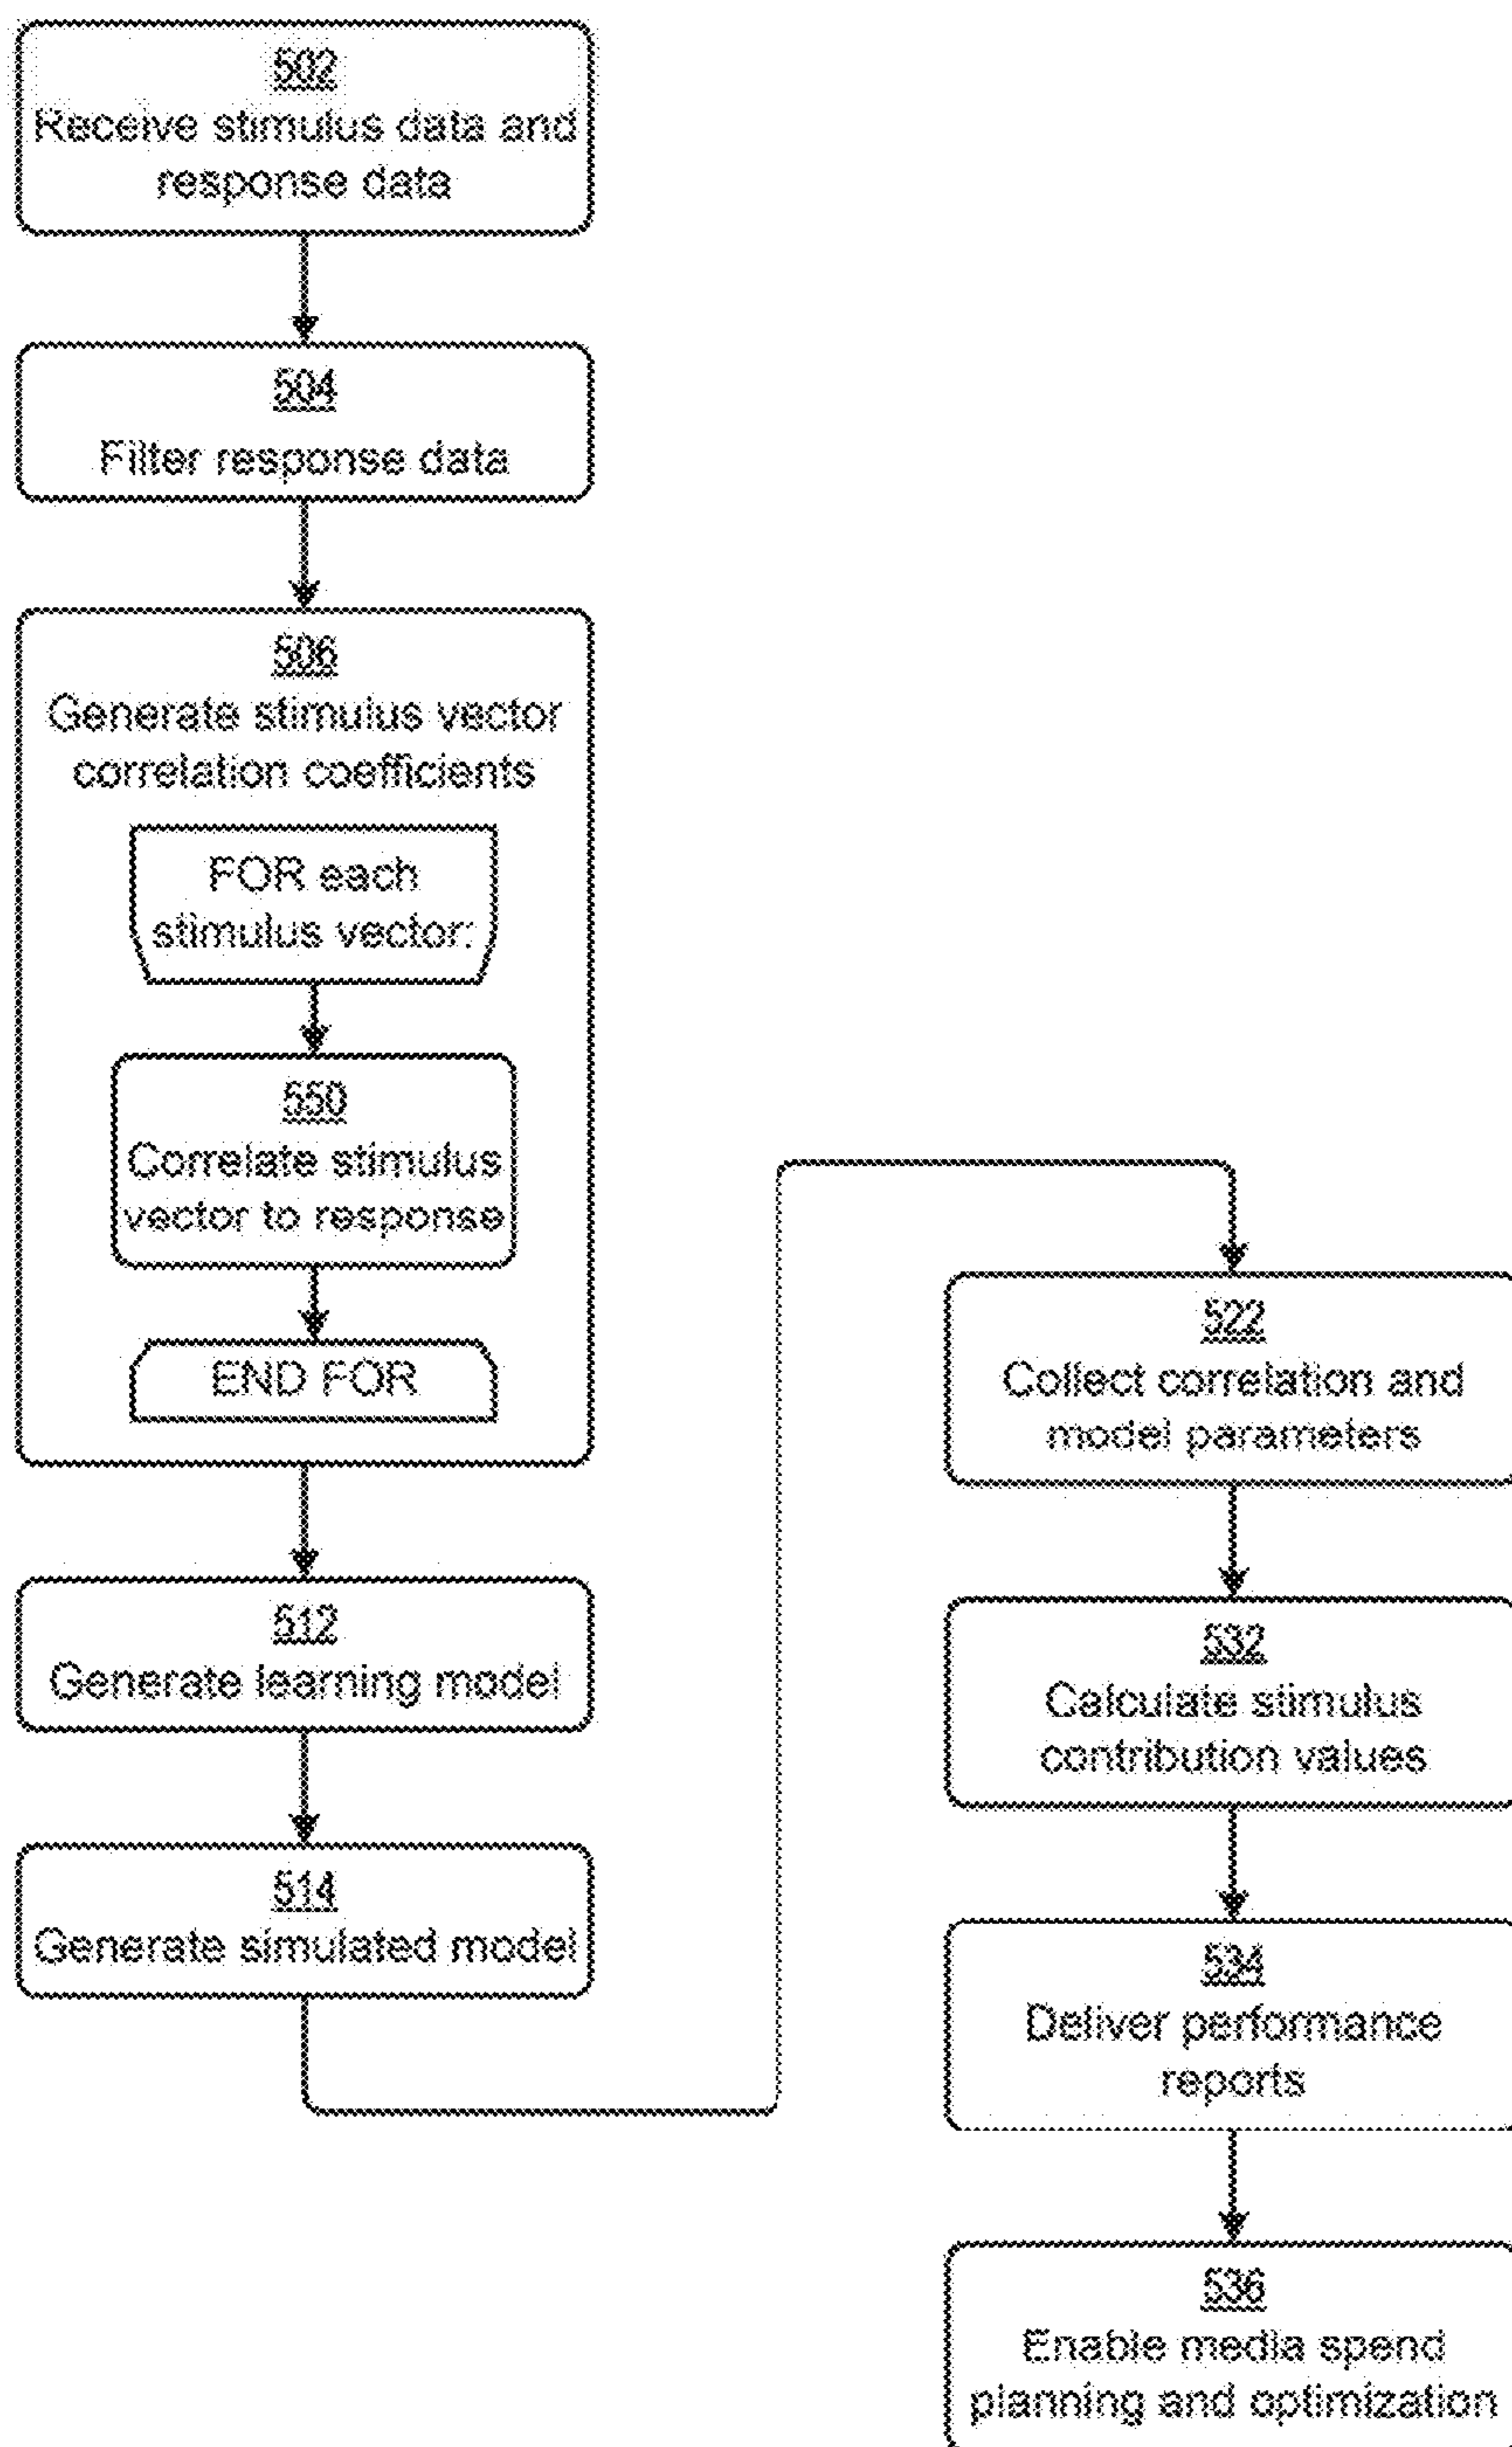 502
Receive stimulus data and
response data
504
Filter response data
506
Generate stimulus vector
correlation coefficients
FOR each
stimulus vector:
550
Correlate stimulus
vector to response
END FOR
512
Generate learning model
514
Generate simulated model
522
Collect correlation and
model parameters
532
Calculate stimulus
contribution values
534
Deliver performance
reports
536
Enable media spend
planning and optimization